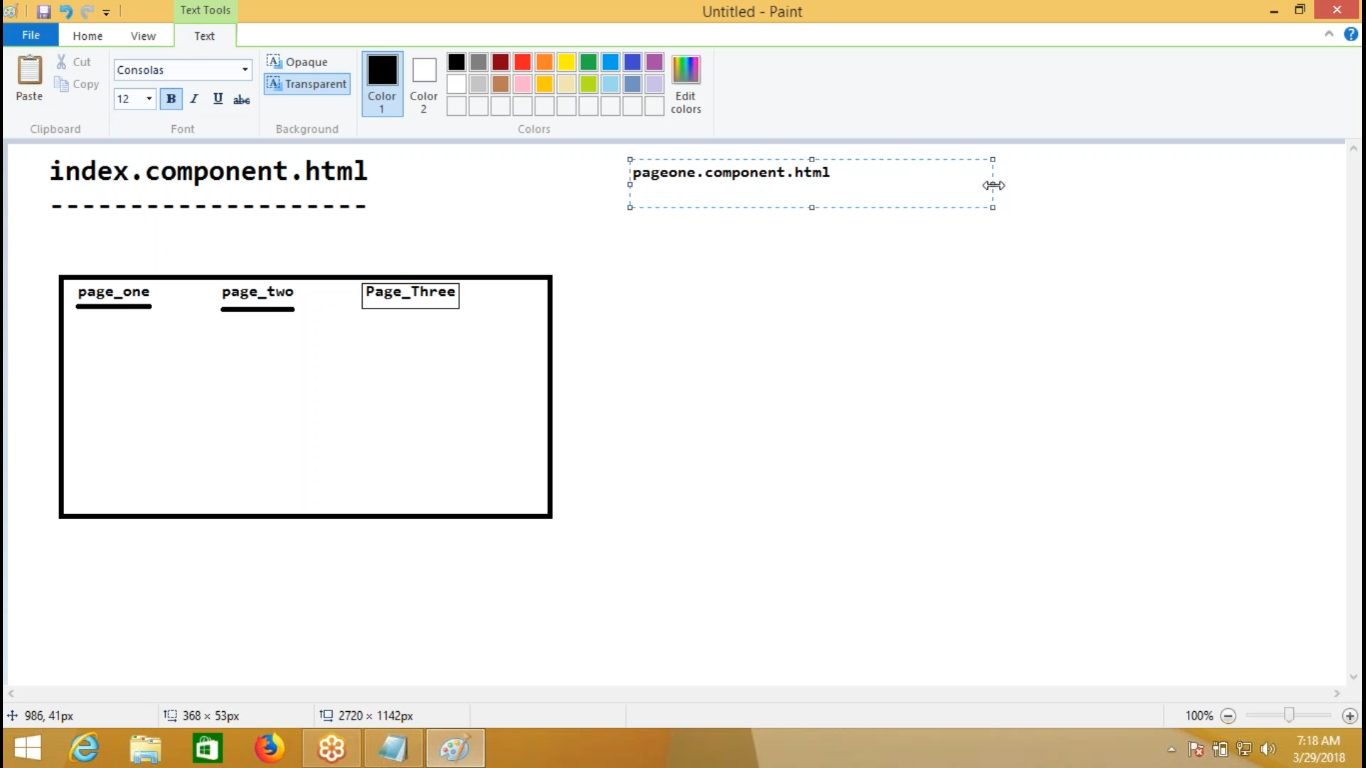 Text Tools
Untitled - Paint
File
Home
View
Text
Paste
Cut
Copy
Clipboard
Consolas
12
B
I
U
abc
Font
Opaque
Transparent
Background
Color
1
Color
2
Edit
colors
Colors
index.component.html
--------------------
pageone.component.html
page_one page_two Page_Three
986, 41px
368 × 53px
2720 × 1142px
100%
7:18 AM
3/29/2018